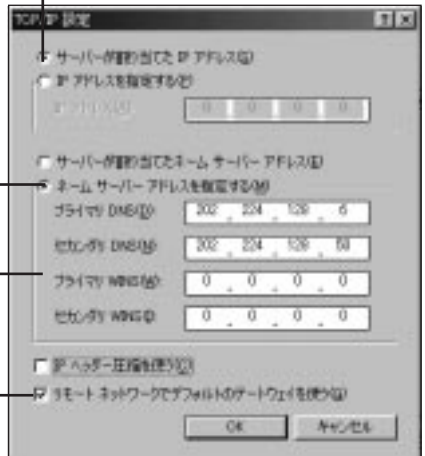 TCP/IP 設定
サーバーが割り当てた IP アドレス(S)
IP アドレスを指定する(P)
IP アドレス(A): 0 . 0 . 0 . 0
サーバーが割り当てたネーム サーバー アドレス(E)
ネーム サーバー アドレスを指定する(M)
プライマリ DNS(D): 202 . 224 . 128 . 6
セカンダリ DNS(N): 202 . 224 . 128 . 58
プライマリ WINS(W): 0 . 0 . 0 . 0
セカンダリ WINS(I): 0 . 0 . 0 . 0
IP ヘッダー圧縮を使う(C)
リモート ネットワークでデフォルトのゲートウェイを使う(G)
OK キャンセル